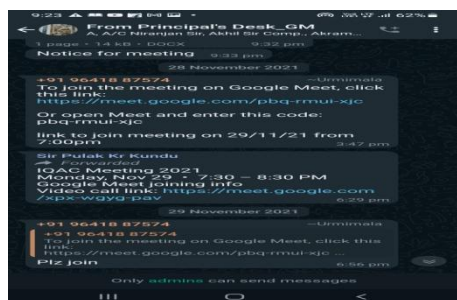 9:23
62%
From Principal's Desk_GM
A, A/C Niranjan Sir, Akhil Sir Comp., Akram...
1 page • 14 kB • DOCX 9:32 pm
Notice for meeting 9:33 pm
28 November 2021
+91 96418 87574 ~Urmimala
To join the meeting on Google Meet, click
this link:
https://meet.google.com/pbq-rmui-xjc
Or open Meet and enter this code:
pbq-rmui-xjc
link to join meeting on 29/11/21 from
7:00pm 3:47 pm
Sir Pulak Kr Kundu
Forwarded
IQAC Meeting 2021
Monday, Nov 29 • 7:30 – 8:30 PM
Google Meet joining info
Video call link: https://meet.google.com
/xpx-wgyg-pav 6:29 pm
29 November 2021
+91 96418 87574 ~Urmimala
+91 96418 87574
To join the meeting on Google Meet, click this
link:
https://meet.google.com/pbq-rmui-xjc ...
Plz join 6:56 pm
Only admins can send messages